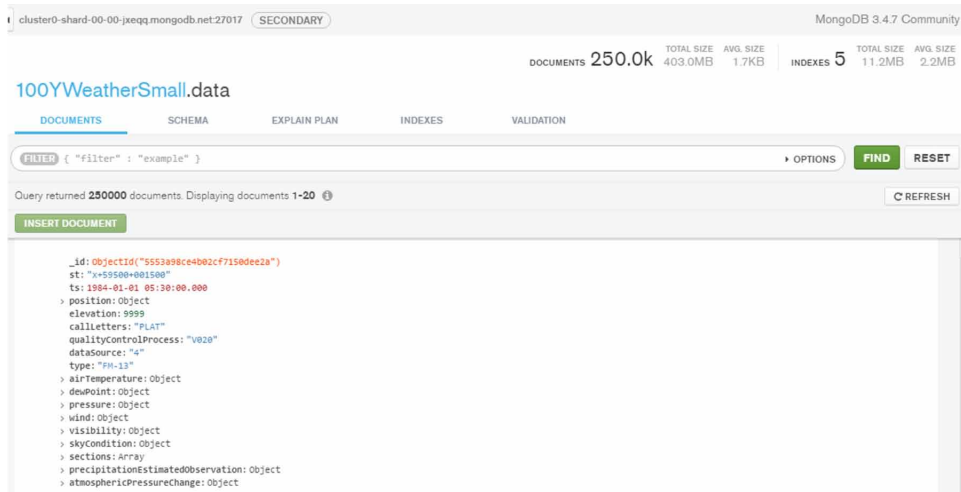 cluster0-shard-00-00-jxeqq.mongodb.net:27017 SECONDARY MongoDB 3.4.7 Community
DOCUMENTS 250.0k TOTAL SIZE 403.0MB AVG. SIZE 1.7KB INDEXES 5 TOTAL SIZE 11.2MB AVG. SIZE 2.2MB
100YWeatherSmall.data
DOCUMENTS SCHEMA EXPLAIN PLAN INDEXES VALIDATION
FILTER { "filter" : "example" } OPTIONS FIND RESET
Query returned 250000 documents. Displaying documents 1-20 REFRESH
INSERT DOCUMENT
_id: ObjectId("5553a98ce4b02cf7150dee2a")
st: "x+59500+001500"
ts: 1984-01-01 05:30:00.000
> position: Object
elevation: 9999
callLetters: "PLAT"
qualityControlProcess: "V020"
dataSource: "4"
type: "FM-13"
> airTemperature: Object
> dewPoint: Object
> pressure: Object
> wind: Object
> visibility: Object
> skyCondition: Object
> sections: Array
> precipitationEstimatedObservation: Object
> atmosphericPressureChange: Object